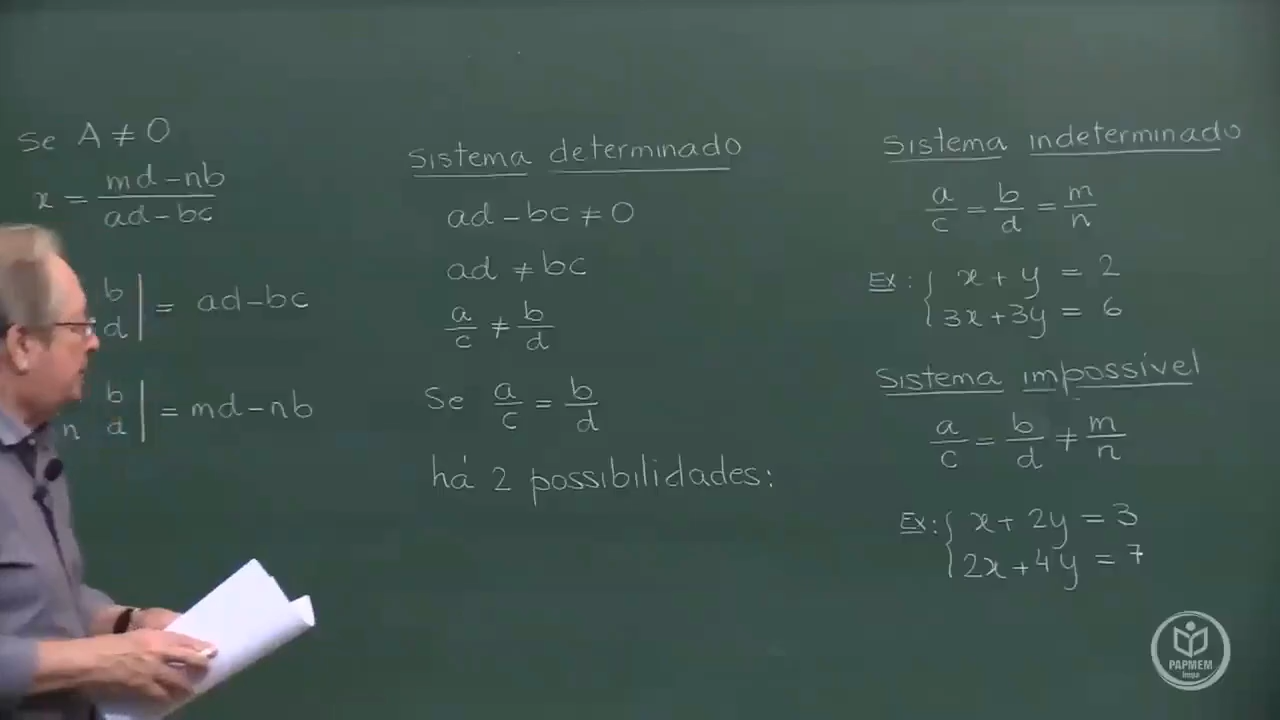 Se A ≠ 0
x = md-nb / ad-bc
b
d | = ad-bc
b
n d | = md-nb
Sistema determinado
ad-bc ≠ 0
ad ≠ bc
a/c ≠ b/d
Se a/c = b/d
há 2 possibilidades:
Sistema indeterminado
a/c = b/d = m/n
Ex: { x + y = 2
3x+3y = 6
Sistema impossível
a/c = b/d ≠ m/n
Ex: { x + 2y = 3
2x+4y = 7
PAPMEM
Impa